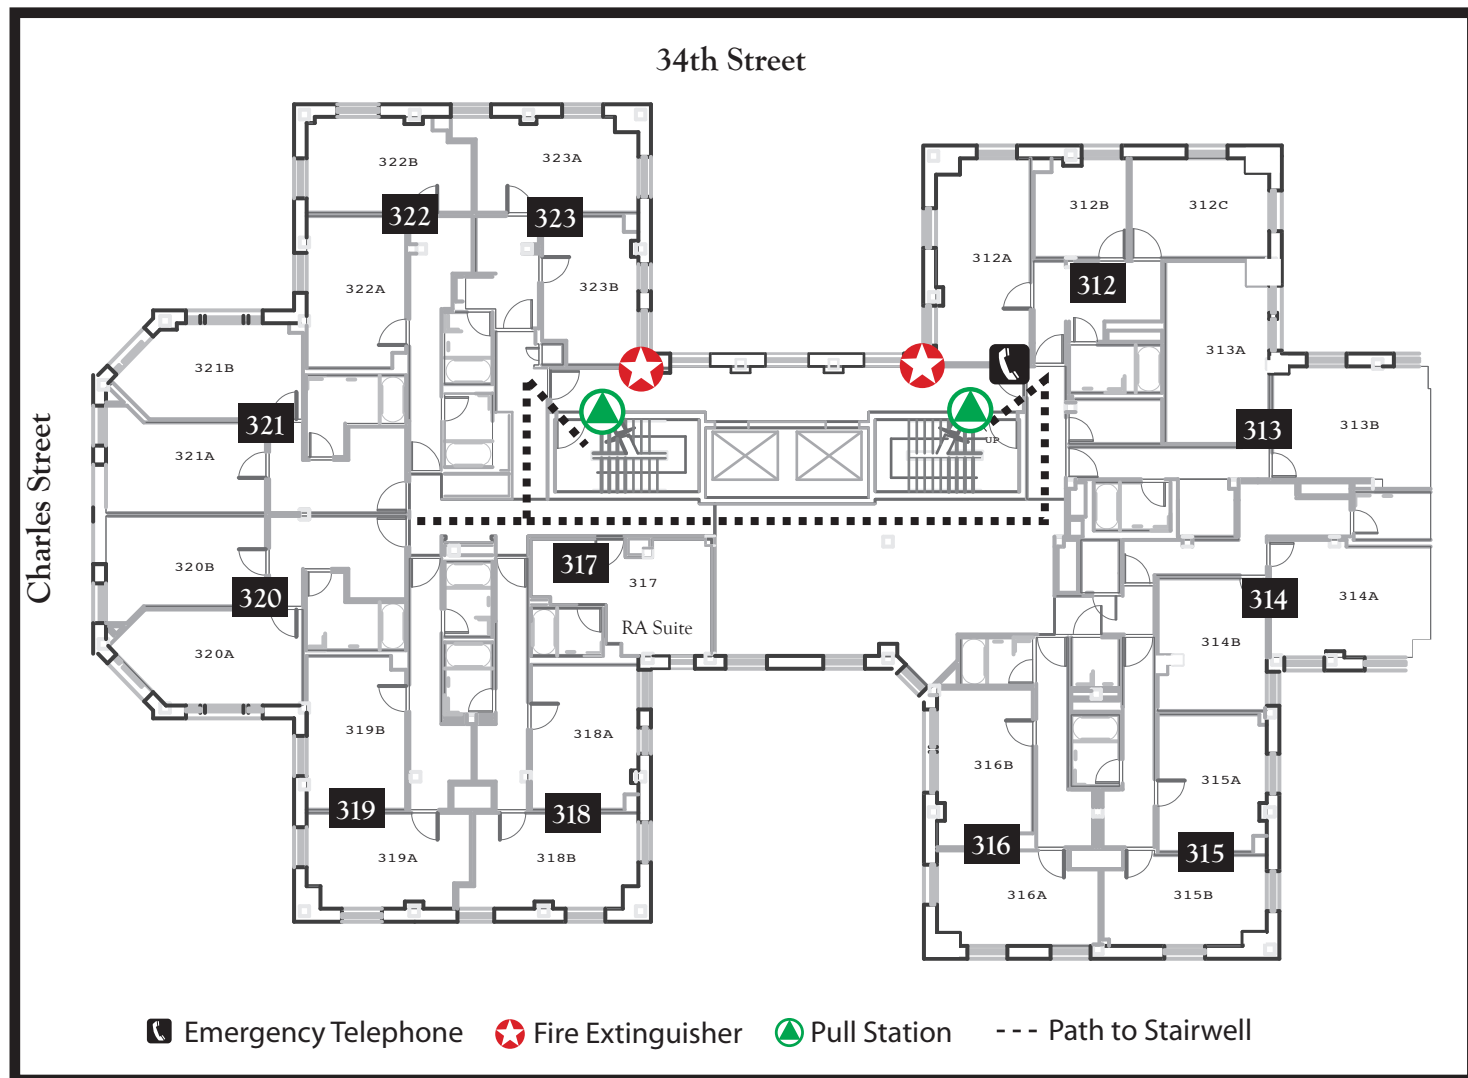 34th Street
Charles Street
322B
323A
322
323
322A
323B
312B
312C
312A
312
313A
321B
321
321A
313
313B
UP
320B
320
320A
317
317
RA Suite
314
314A
314B
319B
318A
319
318
319A
318B
316B
315A
316
315
316A
315B
Emergency Telephone Fire Extinguisher Pull Station --- Path to Stairwell